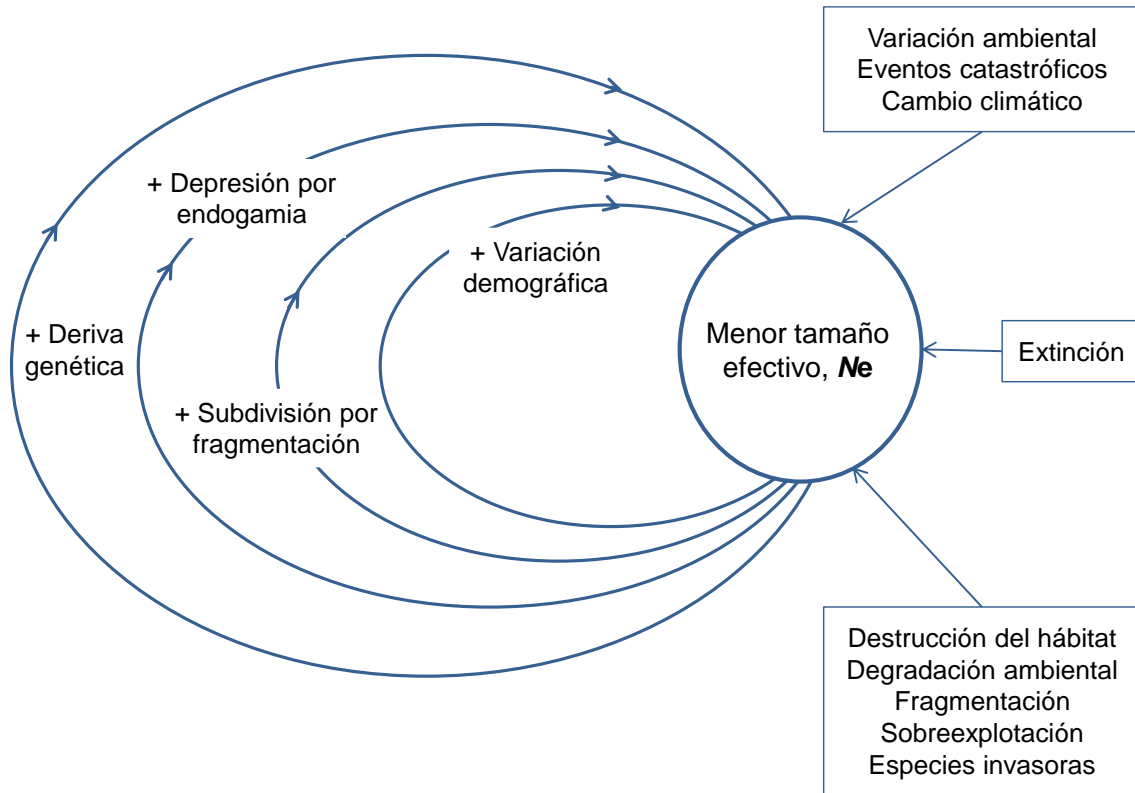 Variación ambiental
Eventos catastróficos
Cambio climático
+ Depresión por
endogamia
+ Variación
demográfica
+ Deriva
genética
Menor tamaño
efectivo, Ne
Extinción
+ Subdivisión por
fragmentación
Destrucción del hábitat
Degradación ambiental
Fragmentación
Sobreexplotación
Especies invasoras